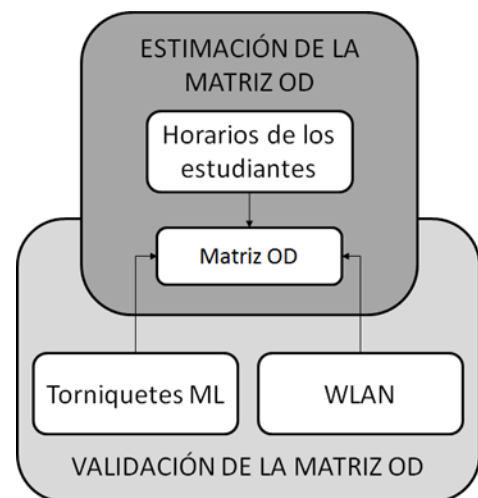 ESTIMACIÓN DE LA
MATRIZ OD
Horarios de los
estudiantes
Matriz OD
Torniquetes ML
WLAN
VALIDACIÓN DE LA MATRIZ OD